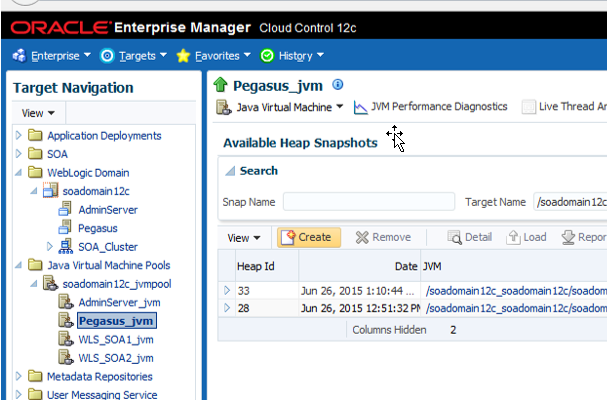 ORACLE Enterprise Manager Cloud Control 12c
Enterprise Targets Favorites History
Target Navigation
View
Application Deployments
SOA
WebLogic Domain
soadomain12c
AdminServer
Pegasus
SOA_Cluster
Java Virtual Machine Pools
soadomain12c_jvmpool
AdminServer_jvm
Pegasus_jvm
WLS_SOA1_jvm
WLS_SOA2_jvm
Metadata Repositories
User Messaging Service
Pegasus_jvm
Java Virtual Machine JVM Performance Diagnostics Live Thread An
Available Heap Snapshots
Search
Snap Name Target Name /soadomain12c
View Create Remove Detail Load Repor
Heap Id Date JVM
33 Jun 26, 2015 1:10:44 ... /soadomain12c_soadomain12c/soadom
28 Jun 26, 2015 12:51:32 PM /soadomain12c_soadomain12c/soadom
Columns Hidden 2